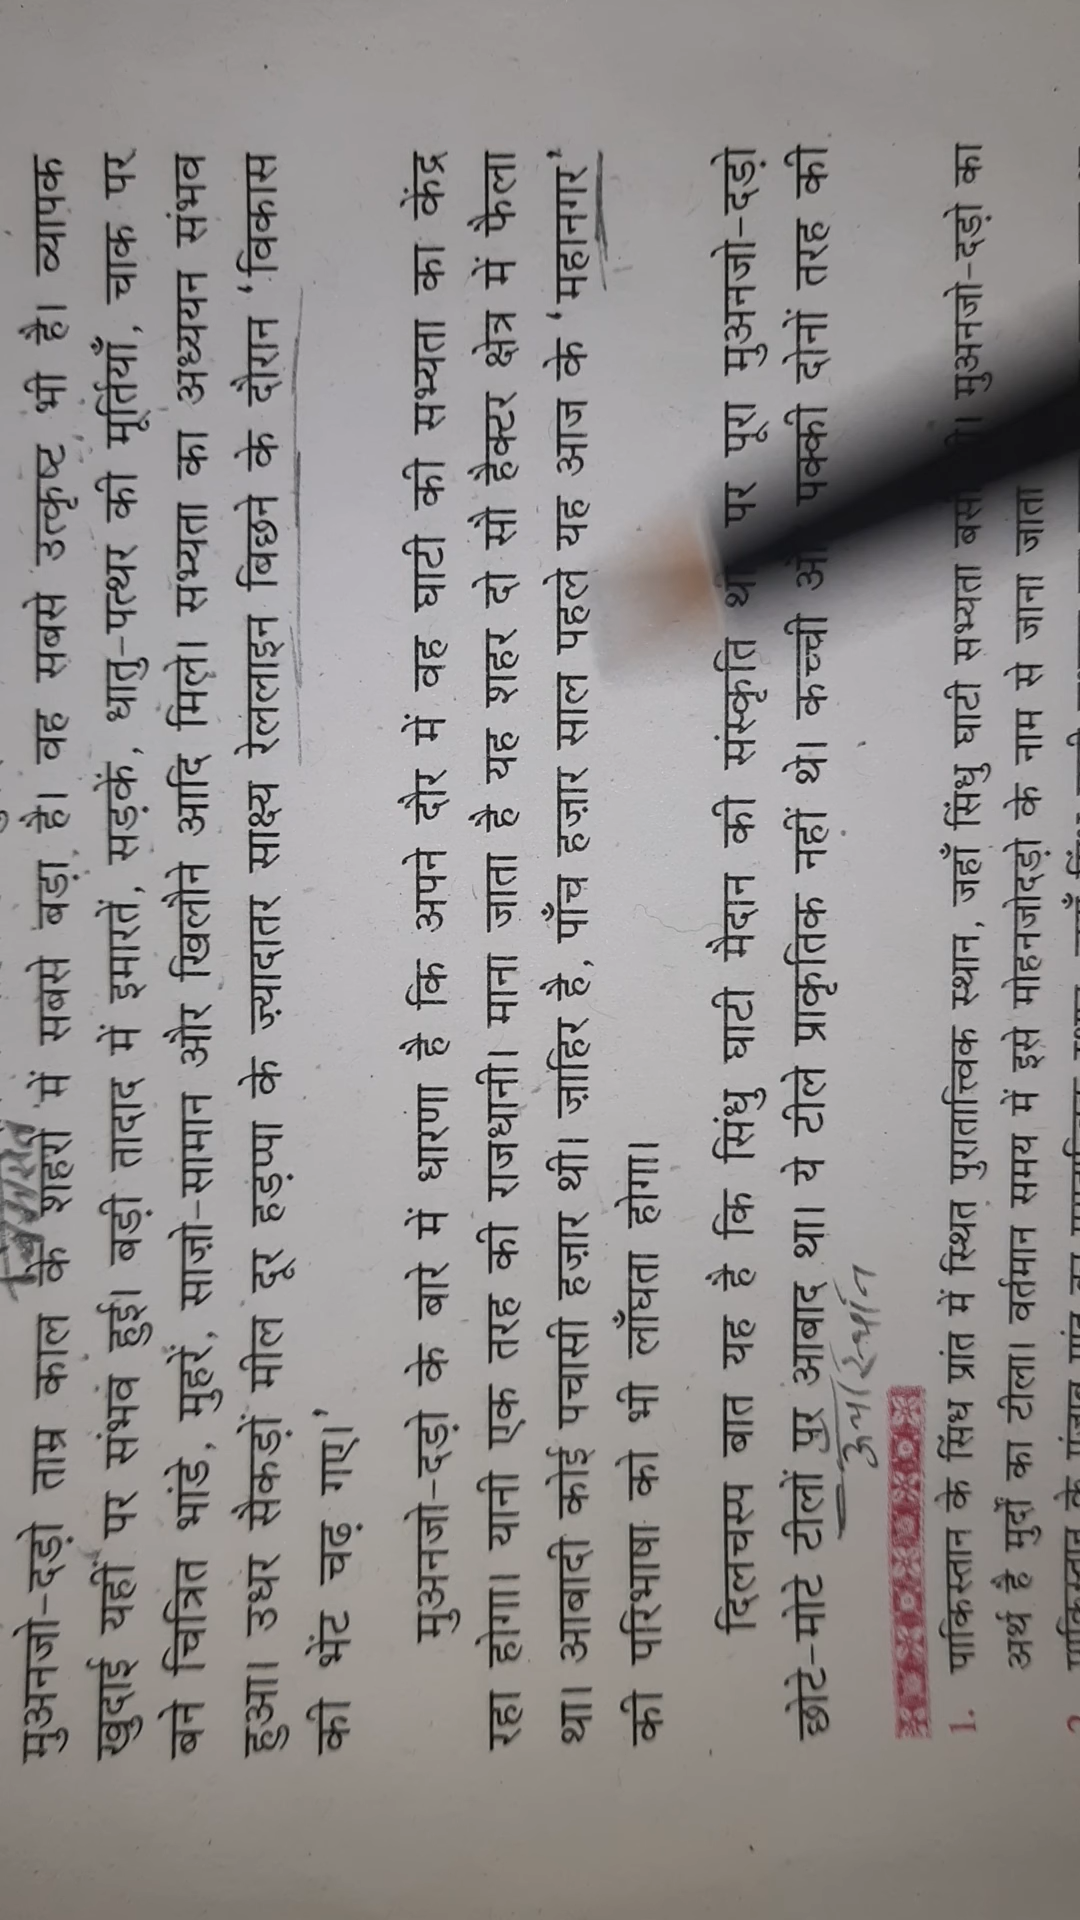 मुअनजो-दड़ो ताम्र काल के शहरों में सबसे बड़ा है। वह सबसे उत्कृष्ट भी है। व्यापक
खुदाई यहीं पर संभव हुई। बड़ी तादाद में इमारतें, सड़कें, धातु-पत्थर की मूर्तियाँ, चाक पर
बने चित्रित भांडे, मुहरें, साज़ो-सामान और खिलौने आदि मिले। सभ्यता का अध्ययन संभव
हुआ। उधर सैकड़ों मील दूर हड़प्पा के ज़्यादातर साक्ष्य रेललाइन बिछने के दौरान ‘विकास
की भेंट चढ़ गए।’
मुअनजो-दड़ो के बारे में धारणा है कि अपने दौर में वह घाटी की सभ्यता का केंद्र
रहा होगा। यानी एक तरह की राजधानी। माना जाता है यह शहर दो सौ हैक्टर क्षेत्र में फैला
था। आबादी कोई पचासी हज़ार थी। ज़ाहिर है, पाँच हज़ार साल पहले यह आज के ‘महानगर’
की परिभाषा को भी लाँघता होगा।
दिलचस्प बात यह है कि सिंधु घाटी मैदान की संस्कृति पर पूरा मुअनजो-दड़ो
छोटे-मोटे टीलों पर आबाद था। ये टीले प्राकृतिक नहीं थे। कच्ची पक्की दोनों तरह की
1. पाकिस्तान के सिंध प्रांत में स्थित पुरातात्त्विक स्थान, जहाँ सिंधु घाटी सभ्यता मुअनजो-दड़ो का
अर्थ है मुर्दों का टीला। वर्तमान समय में इसे मोहनजोदड़ो के नाम से जाना जाता
2